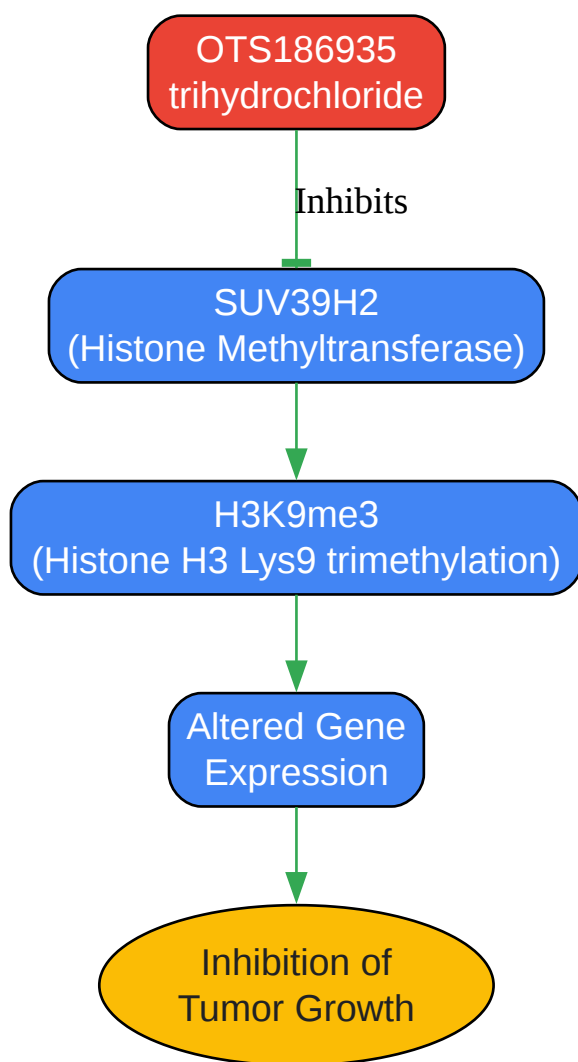 OTS186935
trihydrochloride
Inhibits
SUV39H2
(Histone Methyltransferase)
H3K9me3
(Histone H3 Lys9 trimethylation)
Altered Gene
Expression
Inhibition of
Tumor Growth